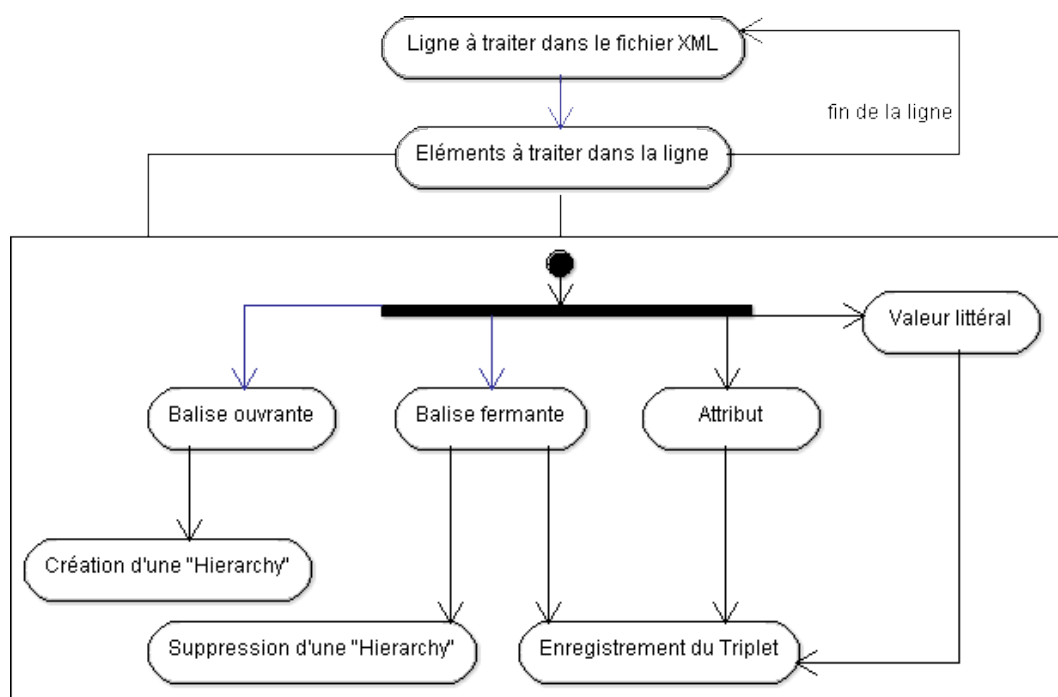 Ligne à traiter dans le fichier XML
fin de la ligne
Eléments à traiter dans la ligne
Valeur littéral
Balise ouvrante
Balise fermante
Attribut
Création d'une "Hierarchy"
Suppression d'une "Hierarchy"
Enregistrement du Triplet